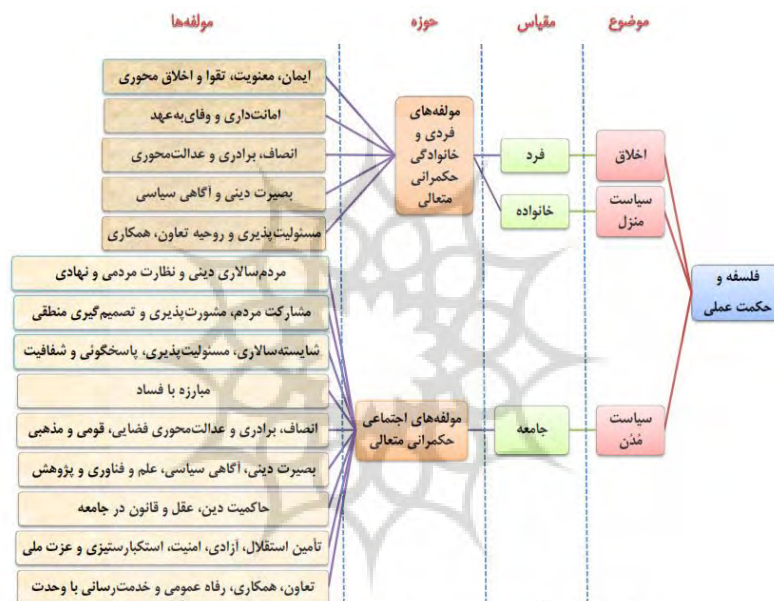 موضوع
مقیاس
حوزه
مولفه‌ها
فلسفه و
حکمت عملی
اخلاق
سیاست
منزل
سیاست
مُدُن
فرد
خانواده
جامعه
مولفه‌های
فردی و
خانوادگی
حکمرانی
متعالی
مولفه‌های اجتماعی
حکمرانی متعالی
ایمان، معنویت، تقوا و اخلاق محوری
امانت‌داری و وفای‌به‌عهد
انصاف، برادری و عدالت‌محوری
بصیرت دینی و آگاهی سیاسی
مسئولیت‌پذیری و روحیه تعاون، همکاری
مردم‌سالاری دینی و نظارت مردمی و نهادی
مشارکت مردم، مشورت‌پذیری و تصمیم‌گیری منطقی
شایسته‌سالاری، مسئولیت‌پذیری، پاسخگوئی و شفافیت
مبارزه با فساد
انصاف، برادری و عدالت‌محوری فضایی، قومی و مذهبی
بصیرت دینی، آگاهی سیاسی، علم و فناوری و پژوهش
حاکمیت دین، عقل و قانون در جامعه
تأمین استقلال، آزادی، امنیت، استکبارستیزی و عزت ملی
تعاون، همکاری، رفاه عمومی و خدمت‌رسانی با وحدت